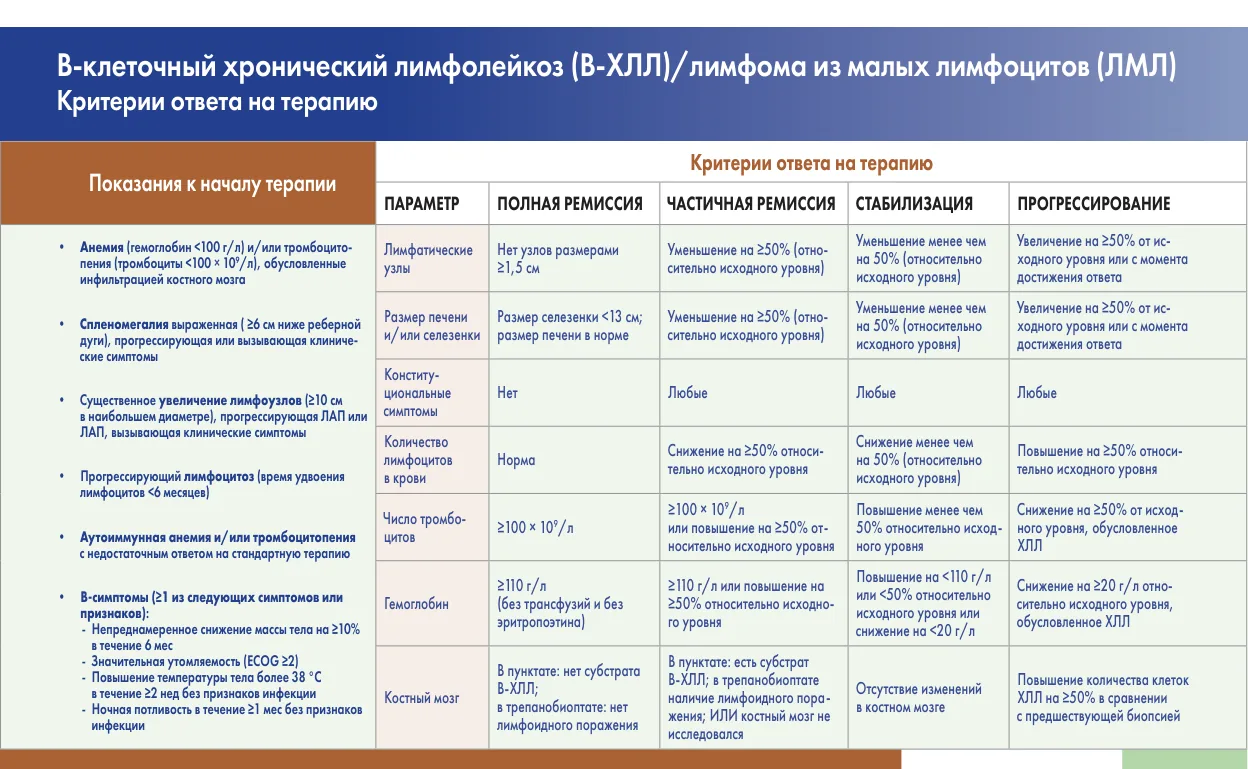 В-клеточный хронический лимфолейкоз (В-ХЛЛ)/лимфома из малых лимфоцитов (ЛМЛ)
Критерии ответа на терапию
Показания к началу терапии
• Анемия (гемоглобин <100 г/л) и/или тромбоцито-
пения (тромбоциты <100 × 10⁹/л), обусловленные
инфильтрацией костного мозга
• Спленомегалия выраженная ( ≥6 см ниже реберной
дуги), прогрессирующая или вызывающая клиниче-
ские симптомы
• Существенное увеличение лимфоузлов (≥10 см
в наибольшем диаметре), прогрессирующая ЛАП или
ЛАП, вызывающая клинические симптомы
• Прогрессирующий лимфоцитоз (время удвоения
лимфоцитов <6 месяцев)
• Аутоиммунная анемия и/или тромбоцитопения
с недостаточным ответом на стандартную терапию
• В-симптомы (≥1 из следующих симптомов или
признаков):
- Непреднамеренное снижение массы тела на ≥10%
в течение 6 мес
- Значительная утомляемость (ECOG ≥2)
- Повышение температуры тела более 38 °С
в течение ≥2 нед без признаков инфекции
- Ночная потливость в течение ≥1 мес без признаков
инфекции
Критерии ответа на терапию
ПАРАМЕТР
ПОЛНАЯ РЕМИССИЯ
ЧАСТИЧНАЯ РЕМИССИЯ
СТАБИЛИЗАЦИЯ
ПРОГРЕССИРОВАНИЕ
Лимфатические
узлы
Нет узлов размерами
≥1,5 см
Уменьшение на ≥50% (отно-
сительно исходного уровня)
Уменьшение менее чем
на 50% (относительно
исходного уровня)
Увеличение на ≥50% от ис-
ходного уровня или с момента
достижения ответа
Размер печени
и/или селезенки
Размер селезенки <13 см;
размер печени в норме
Уменьшение на ≥50% (отно-
сительно исходного уровня)
Уменьшение менее чем
на 50% (относительно
исходного уровня)
Увеличение на ≥50% от ис-
ходного уровня или с момента
достижения ответа
Конститу-
циональные
симптомы
Нет
Любые
Любые
Любые
Количество
лимфоцитов
в крови
Норма
Снижение на ≥50% относи-
тельно исходного уровня
Снижение менее чем
на 50% (относительно
исходного уровня)
Повышение на ≥50% относи-
тельно исходного уровня
Число тромбо-
цитов
≥100 × 10⁹/л
≥100 × 10⁹/л
или повышение на ≥50% от-
носительно исходного уровня
Повышение менее чем
50% относительно исход-
ного уровня
Снижение на ≥50% от исход-
ного уровня, обусловленное
ХЛЛ
Гемоглобин
≥110 г/л
(без трансфузий и без
эритропоэтина)
≥110 г/л или повышение на
≥50% относительно исходно-
го уровня
Повышение на <110 г/л
или <50% относительно
исходного уровня или
снижение на <20 г/л
Снижение на ≥20 г/л отно-
сительно исходного уровня,
обусловленное ХЛЛ
Костный мозг
В пунктате: нет субстрата
В-ХЛЛ;
в трепанобиоптате: нет
лимфоидного поражения
В пунктате: есть субстрат
В-ХЛЛ; в трепанобиоптате
наличие лимфоидного пора-
жения; ИЛИ костный мозг не
исследовался
Отсутствие изменений
в костном мозге
Повышение количества клеток
ХЛЛ на ≥50% в сравнении
с предшествующей биопсией